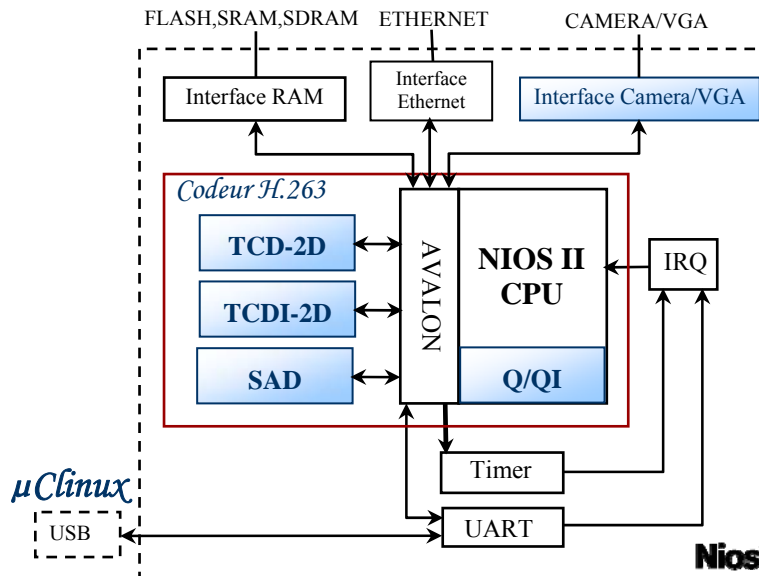 FLASH,SRAM,SDRAM
ETHERNET
CAMERA/VGA
Interface RAM
Interface
Ethernet
Interface Camera/VGA
Codeur H.263
TCD-2D
TCDI-2D
SAD
AVALON
NIOS II
CPU
Q/QI
IRQ
Timer
µClinux
USB
UART
Nios